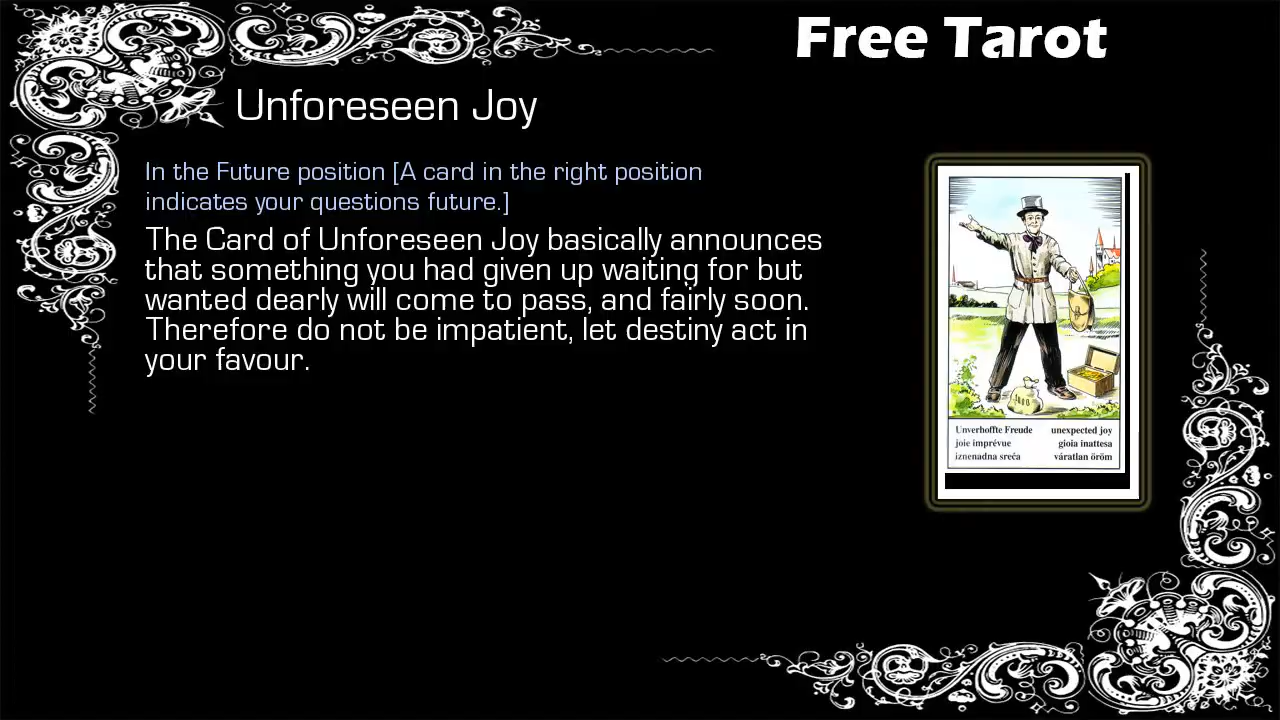 Free Tarot
Unforeseen Joy
In the Future position [A card in the right position
indicates your questions future.]
The Card of Unforeseen Joy basically announces
that something you had given up waiting for but
wanted dearly will come to pass, and fairly soon.
Therefore do not be impatient, let destiny act in
your favour.
Unverhoffte Freude unexpected joy
joie imprévue gioia inattesa
iznenadna sreća váratlan öröm